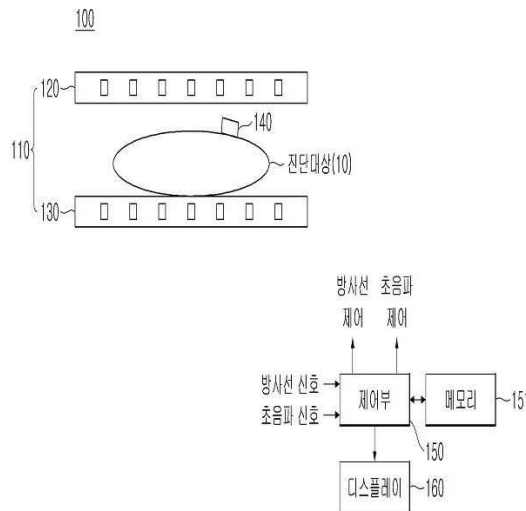 100
120
140
110
진단대상(10)
130
방사선 초음파
제어 제어
방사선 신호
초음파 신호
제어부
메모리
151
150
디스플레이
160